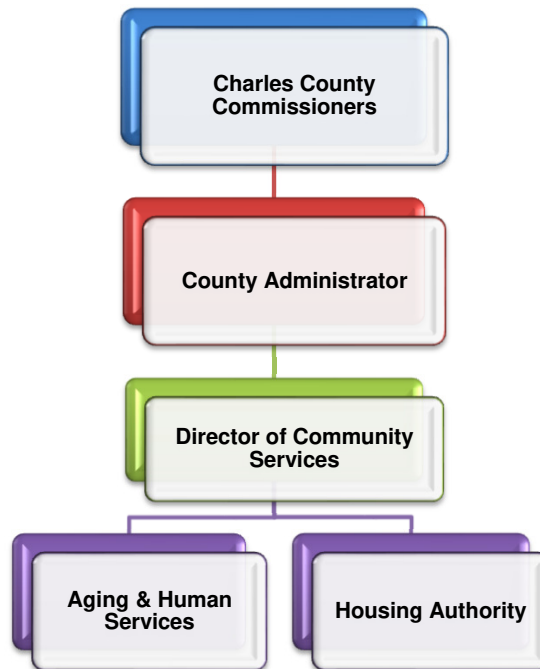 Charles County
Commissioners
County Administrator
Director of Community
Services
Aging & Human
Services
Housing Authority